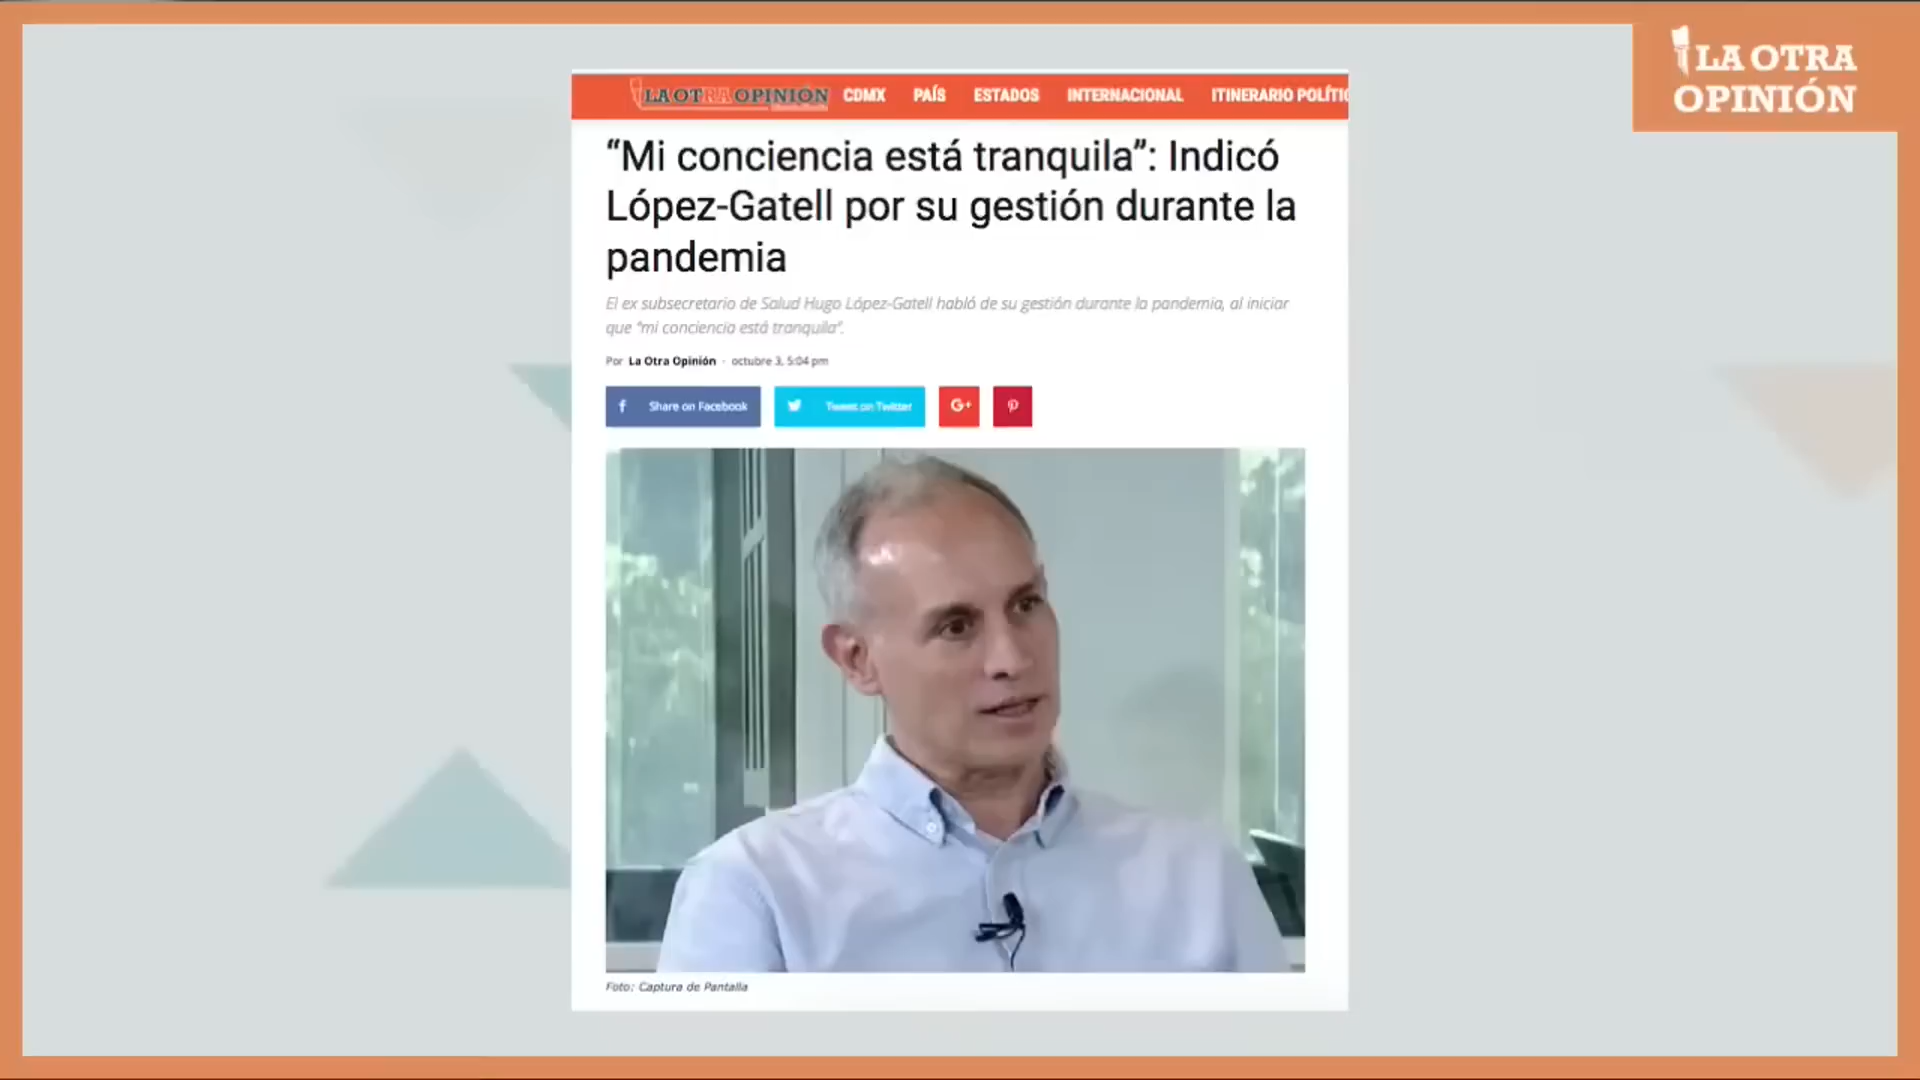 LA OTRA
OPINIÓN
LA OTRA OPINIÓN CDMX PAÍS ESTADOS INTERNACIONAL ITINERARIO POLÍTIC
“Mi conciencia está tranquila”: Indicó
López-Gatell por su gestión durante la
pandemia
El ex subsecretario de Salud Hugo López-Gatell habló de su gestión durante la pandemia, al iniciar
que “mi conciencia está tranquila”.
Por La Otra Opinión - octubre 3, 5:04 pm
Share on Facebook Tweet on Twitter G+
Foto: Captura de Pantalla